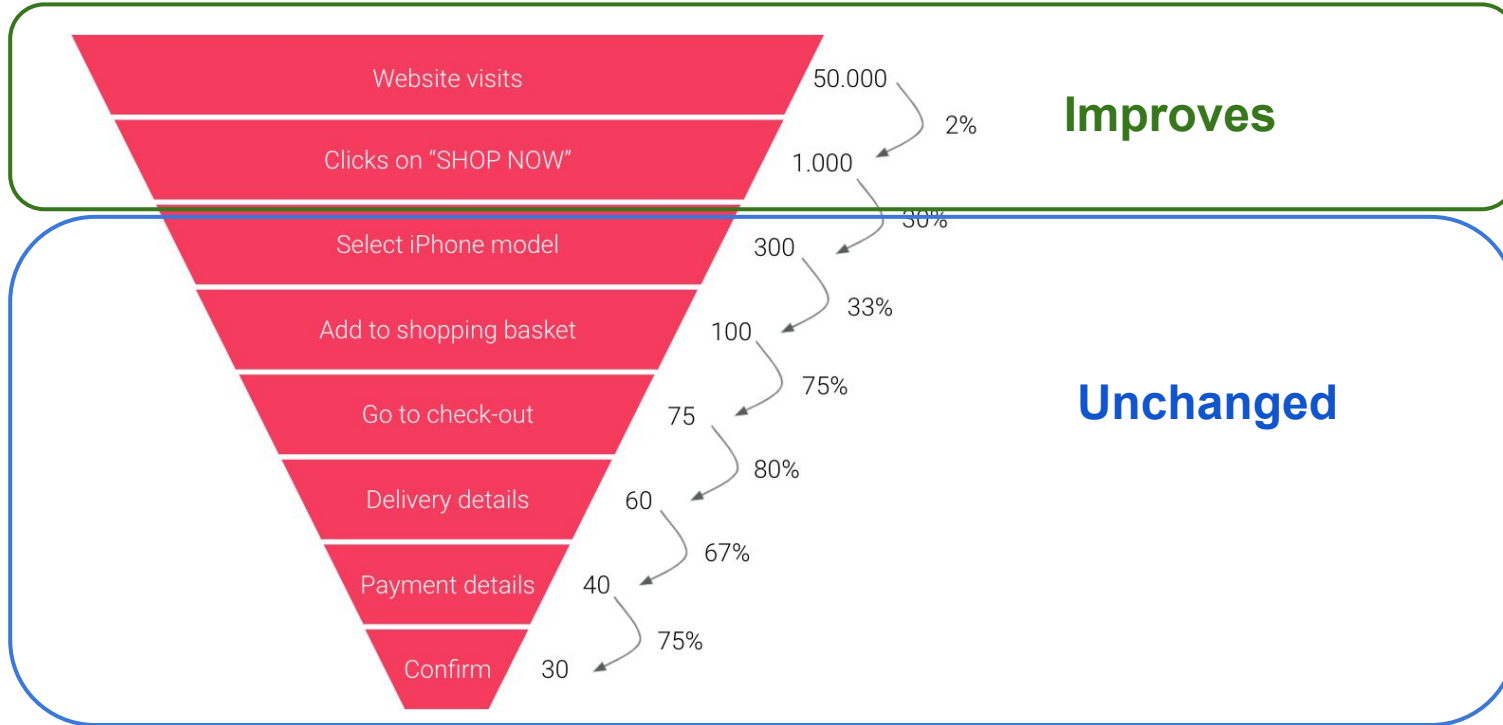 Website visits
50.000
2%
Improves
Clicks on “SHOP NOW”
1.000
30%
Select iPhone model
300
33%
Add to shopping basket
100
75%
Unchanged
Go to check-out
75
80%
Delivery details
60
67%
Payment details
40
75%
Confirm
30